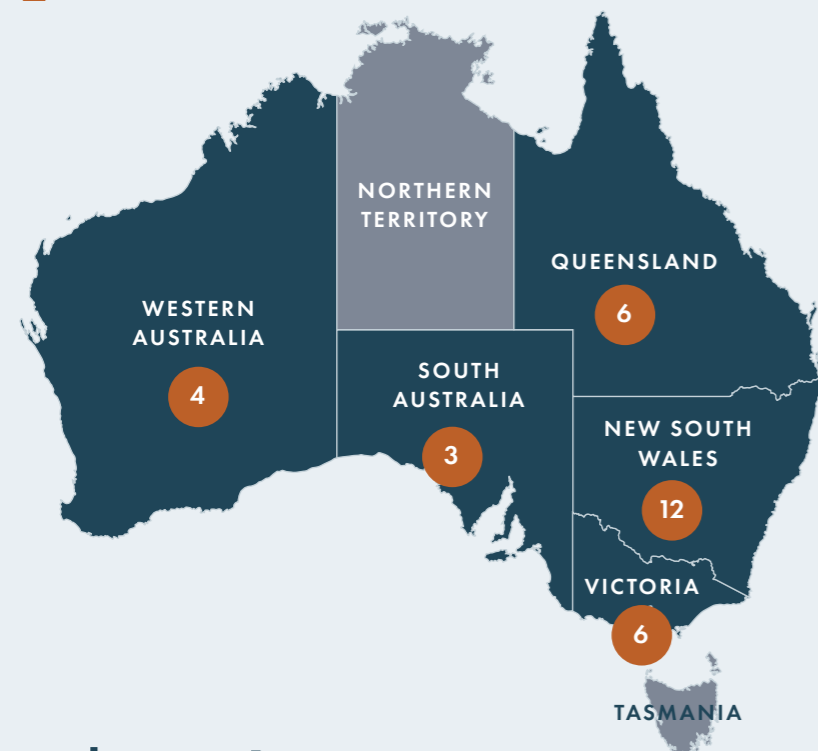 NORTHERN
TERRITORY
QUEENSLAND
6
WESTERN
AUSTRALIA
4
SOUTH
AUSTRALIA
3
NEW SOUTH
WALES
12
VICTORIA
6
TASMANIA